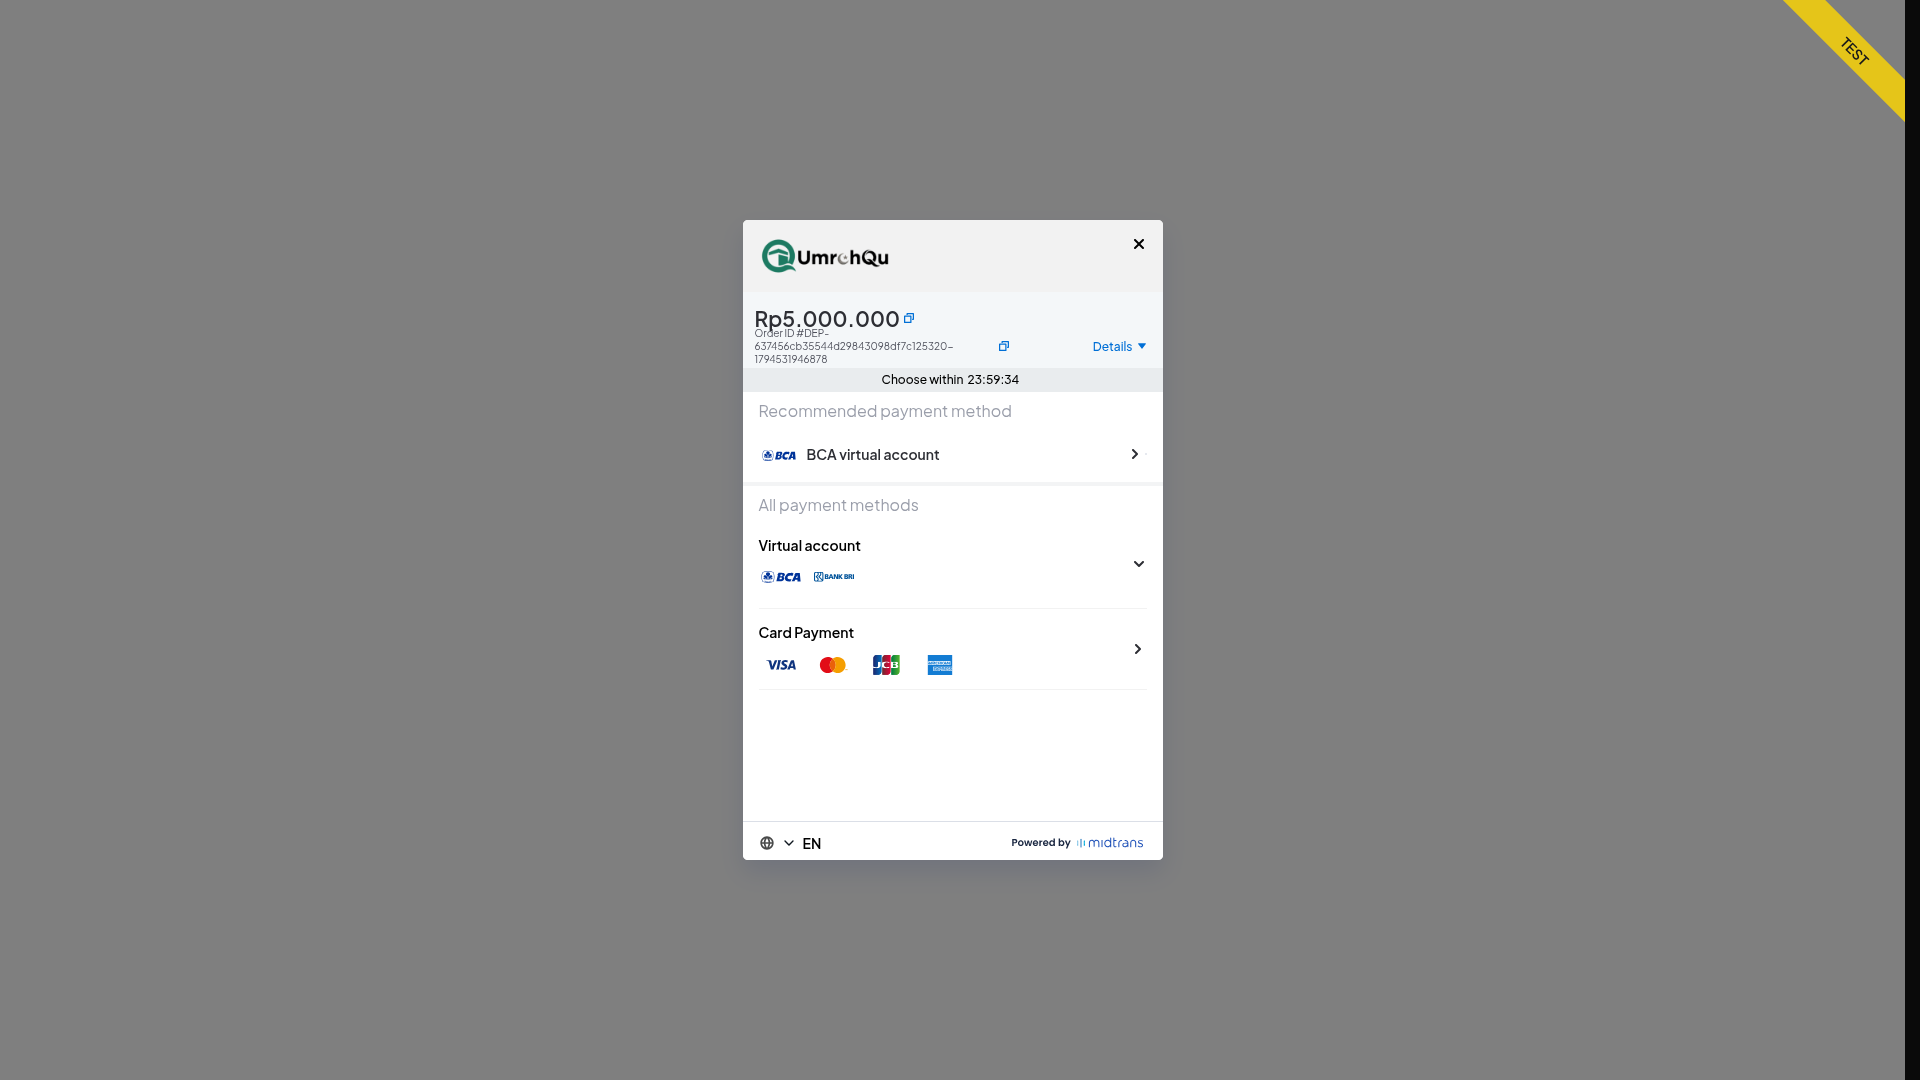 TEST
UmrahQu
Rp5.000.000
Order ID #DEP-
637456cb35544d29843098df7c125320-
1794531946878
Details
Choose within 23:59:34
Recommended payment method
BCA BCA virtual account
All payment methods
Virtual account
BCA BANK BRI
Card Payment
VISA JCB
EN
Powered by midtrans